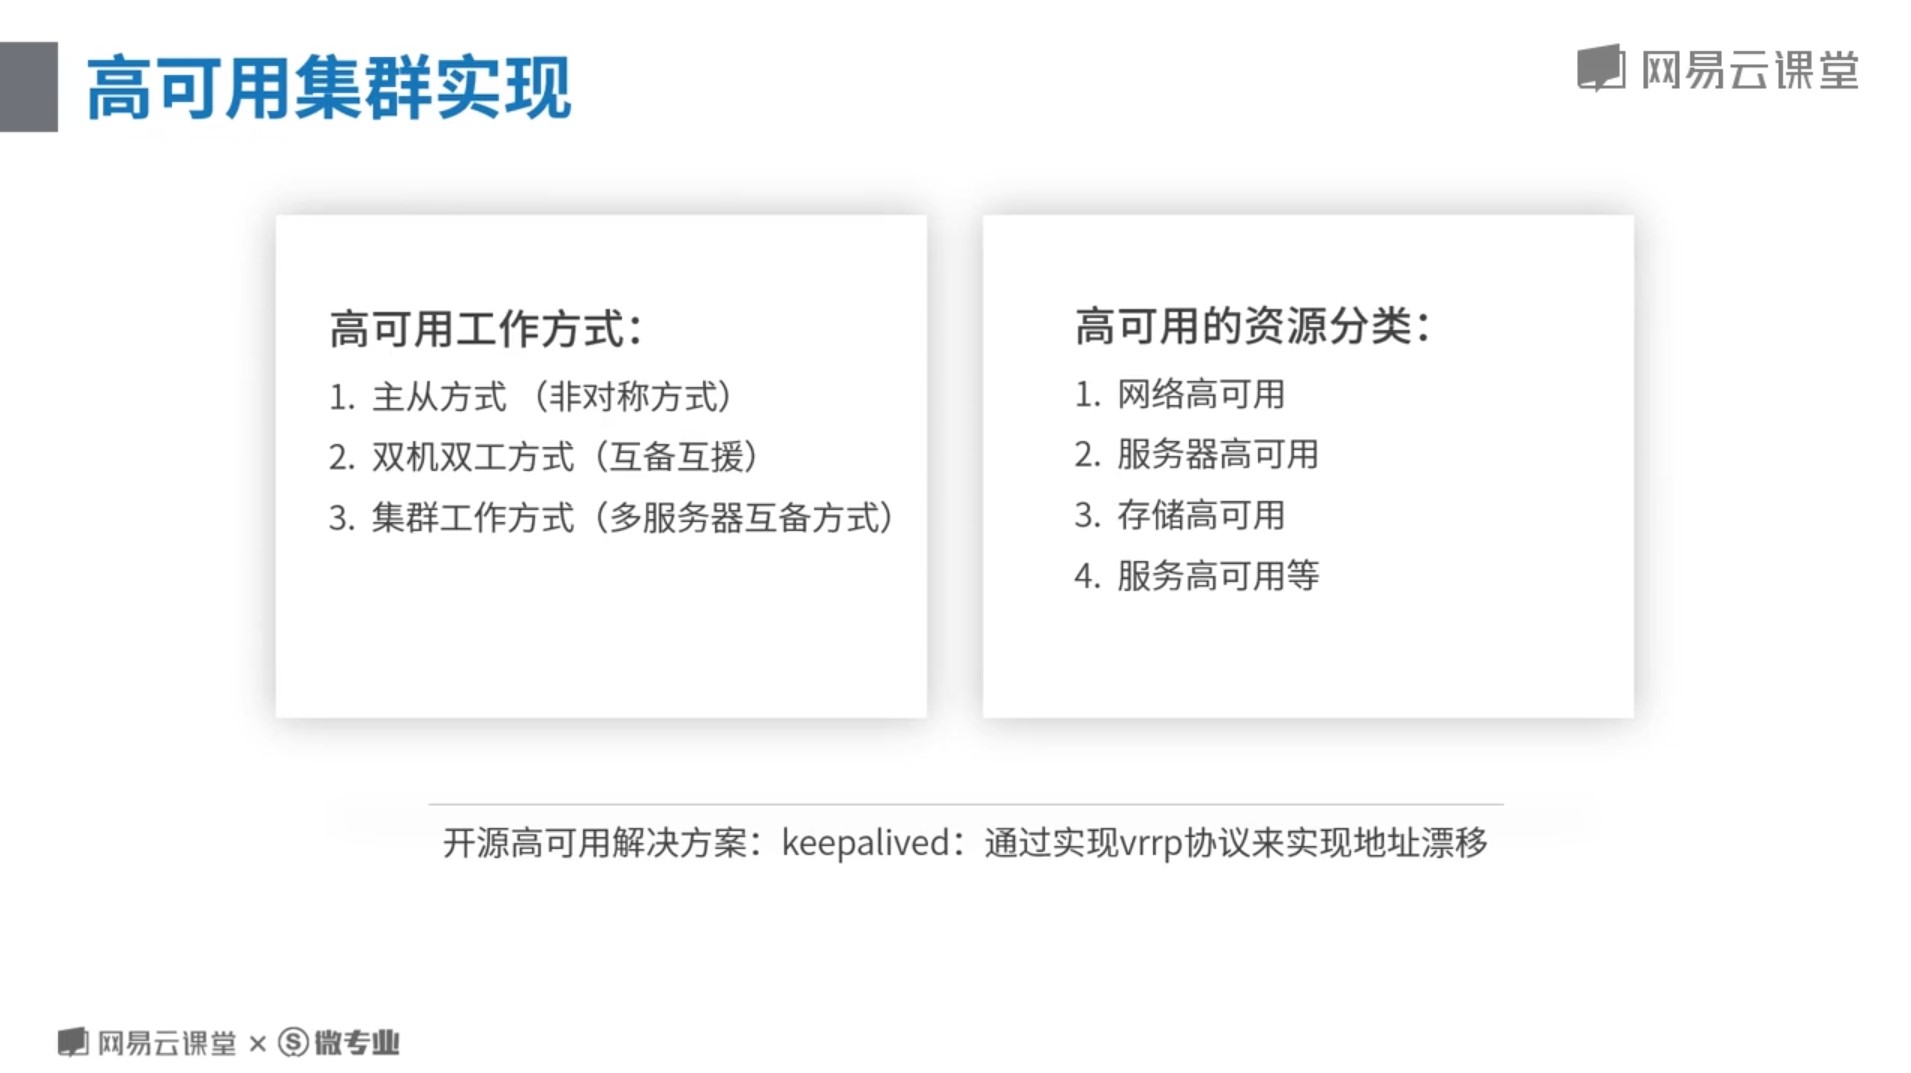 高可用集群实现
网易云课堂
高可用工作方式：
1. 主从方式 （非对称方式）
2. 双机双工方式（互备互援）
3. 集群工作方式（多服务器互备方式）
高可用的资源分类：
1. 网络高可用
2. 服务器高可用
3. 存储高可用
4. 服务高可用等
开源高可用解决方案：keepalived：通过实现vrrp协议来实现地址漂移
网易云课堂 × Ⓢ 微专业